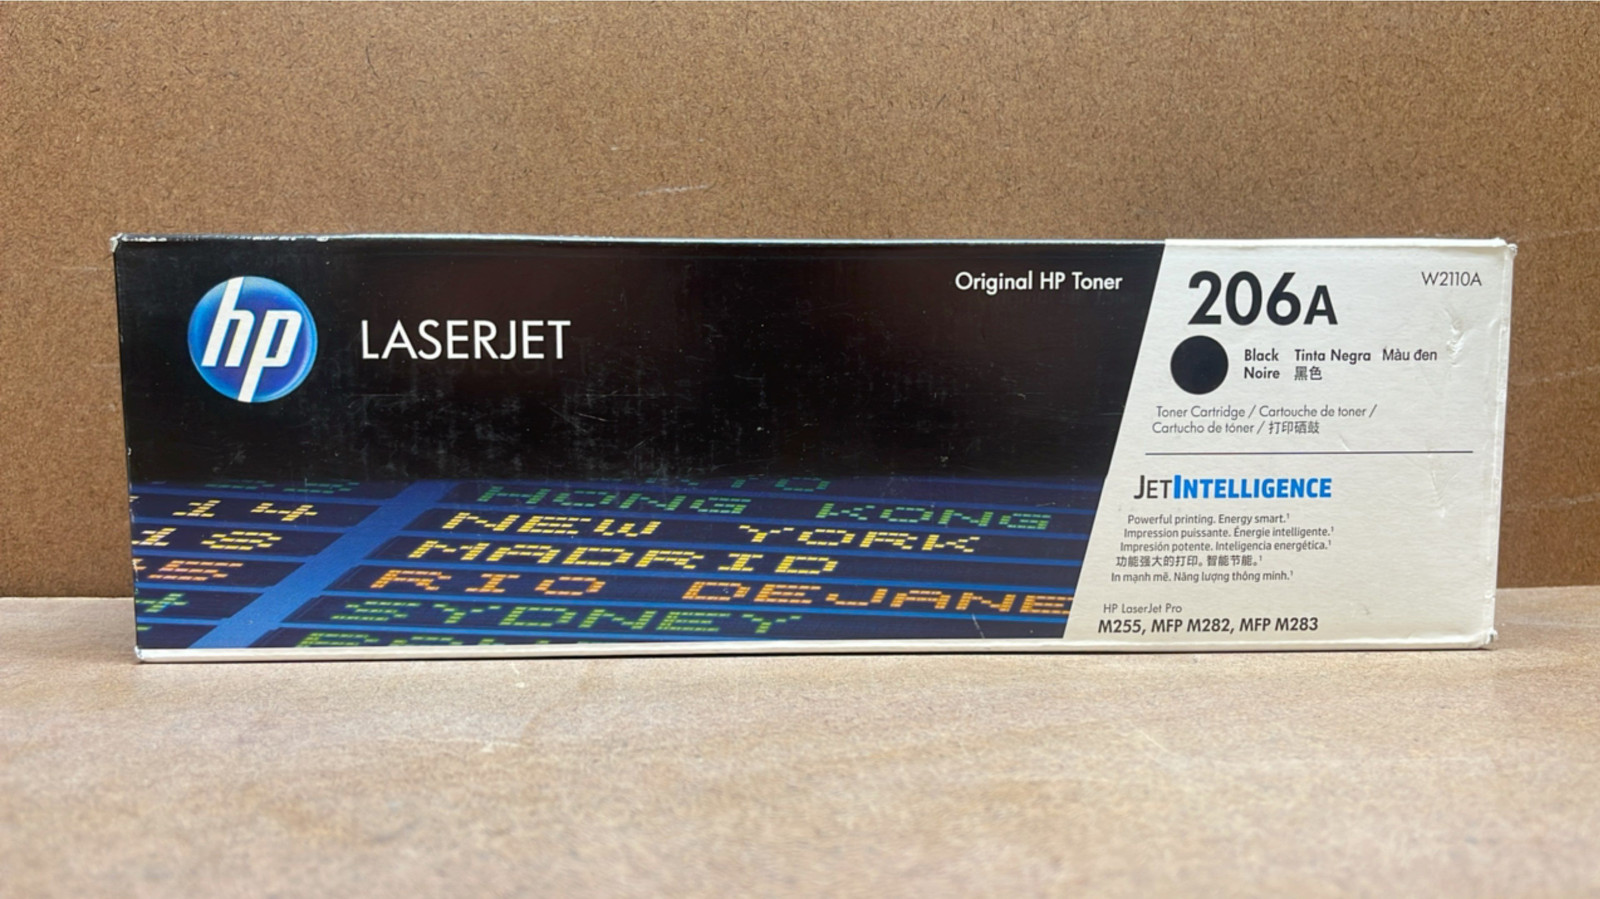 hp
LASERJET
Original HP Toner
HONG KONG
14 NEW YORK
18 MADRID
RIO DEJANE
SYDNEY
206A
W2110A
Black Tinta Negra Màu đen
Noire 黑色
Toner Cartridge / Cartouche de toner /
Cartucho de tóner / 打印硒鼓
JETINTELLIGENCE
Powerful printing. Energy smart.¹
Impression puissante. Énergie intelligente.¹
Impresión potente. Inteligencia energética.¹
功能强大的打印。智能节能。¹
In mạnh mẽ. Năng lượng thông minh.¹
HP LaserJet Pro
M255, MFP M282, MFP M283